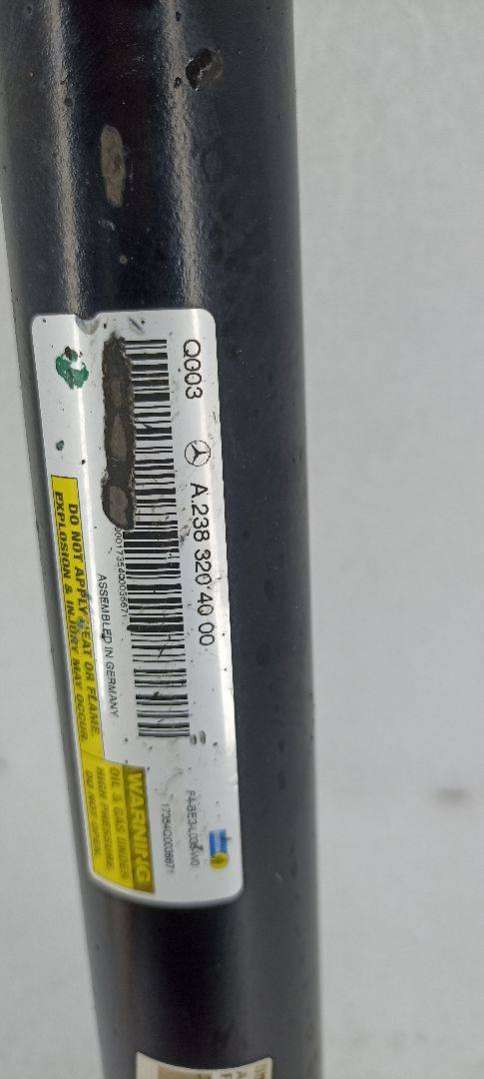 Q003 A.238 320 40 00
ASSEMBLED IN GERMANY
DO NOT APPLY HEAT OR FLAME
EXPLOSION & INJURY MAY OCCUR
WARNING
OIL & GAS UNDER
HIGH PRESSURE
DO NOT OPEN